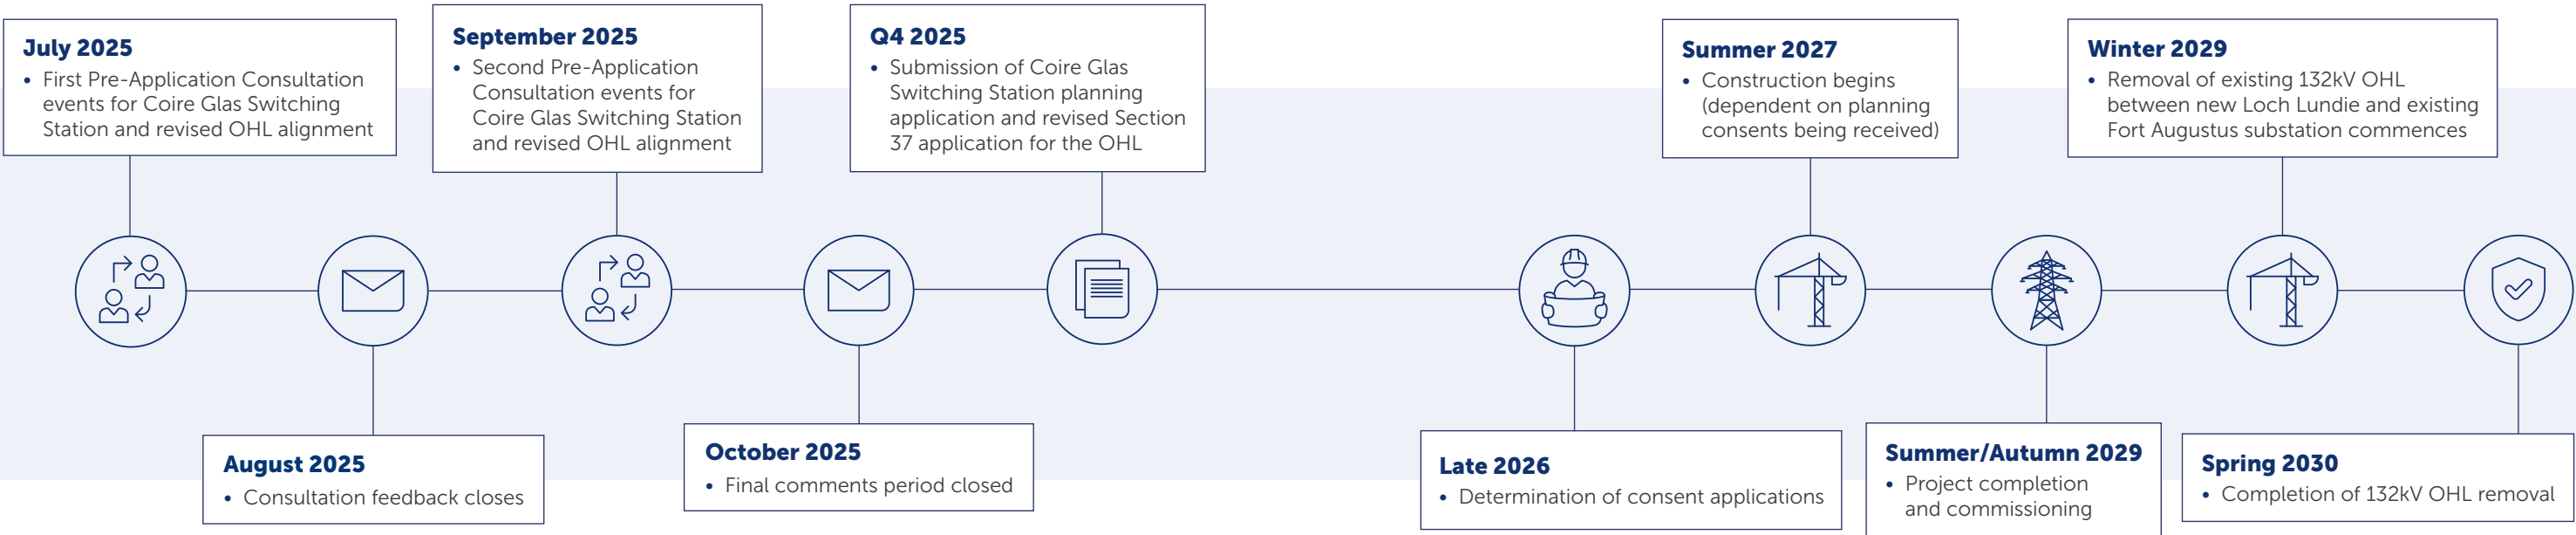 July 2025
• First Pre-Application Consultation
events for Coire Glas Switching
Station and revised OHL alignment
August 2025
• Consultation feedback closes
September 2025
• Second Pre-Application
Consultation events for
Coire Glas Switching Station
and revised OHL alignment
October 2025
• Final comments period closed
Q4 2025
• Submission of Coire Glas
Switching Station planning
application and revised Section
37 application for the OHL
Late 2026
• Determination of consent applications
Summer 2027
• Construction begins
(dependent on planning
consents being received)
Summer/Autumn 2029
• Project completion
and commissioning
Winter 2029
• Removal of existing 132kV OHL
between new Loch Lundie and existing
Fort Augustus substation commences
Spring 2030
• Completion of 132kV OHL removal